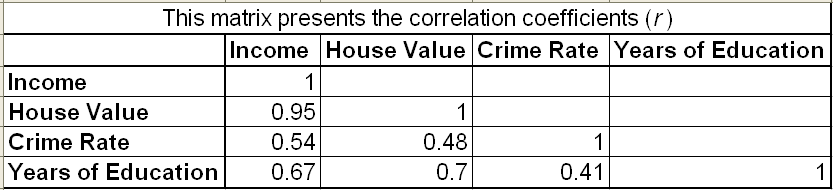 This matrix presents the correlation coefficients (r)
Income House Value Crime Rate Years of Education
Income 1
House Value 0.95 1
Crime Rate 0.54 0.48 1
Years of Education 0.67 0.7 0.41 1